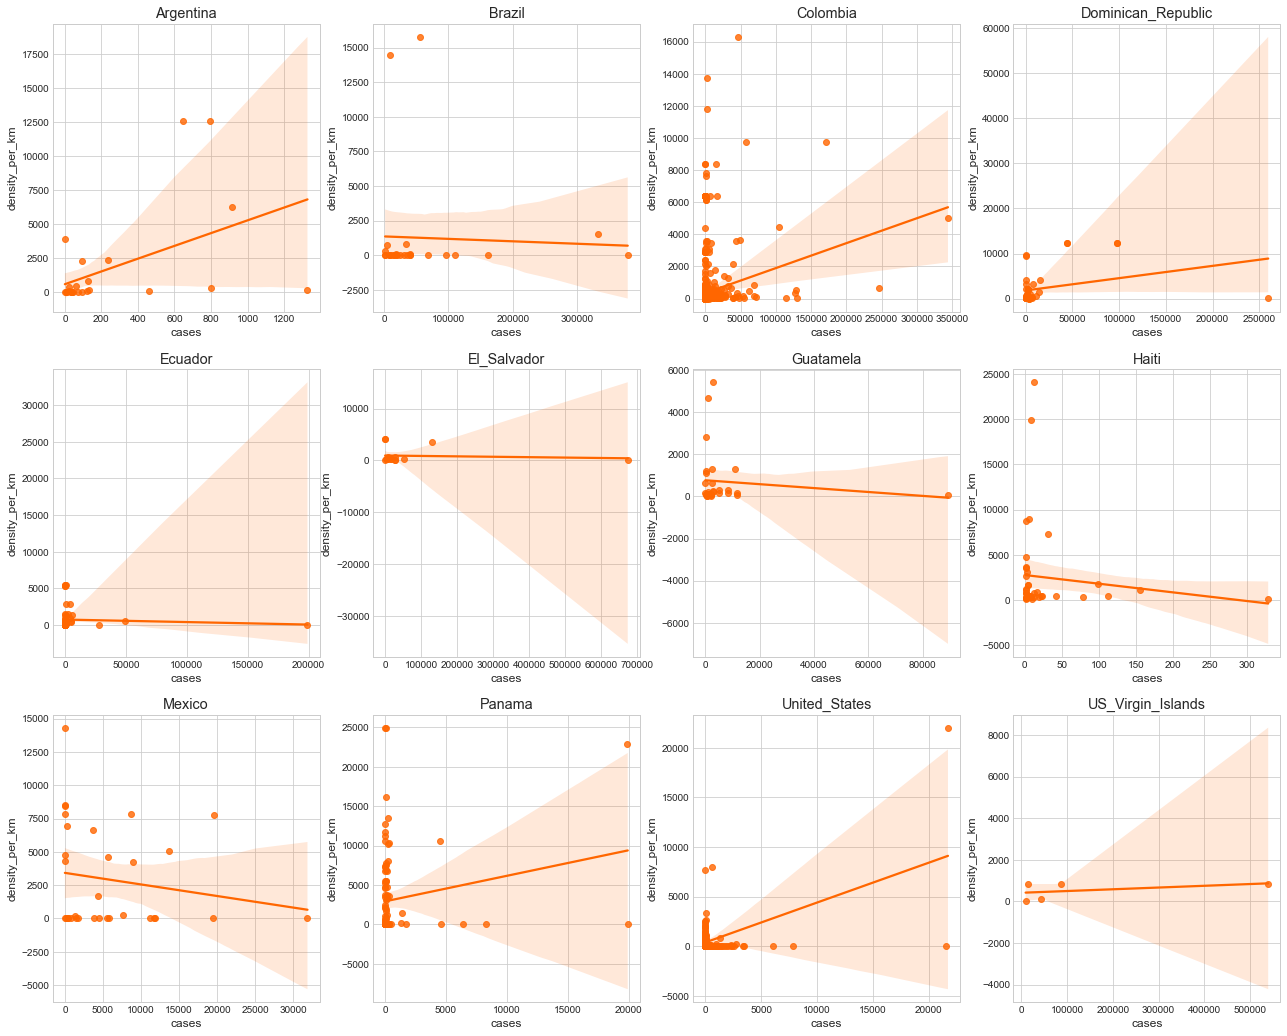 Argentina
Brazil
Colombia
Dominican_Republic
density_per_km
17500
15000
12500
10000
7500
5000
2500
0
0 200 400 600 800 1000 1200
cases
density_per_km
15000
12500
10000
7500
5000
2500
0
−2500
0 100000 200000 300000
cases
density_per_km
16000
14000
12000
10000
8000
6000
4000
2000
0
0 50000 100000 150000 200000 250000 300000 350000
cases
density_per_km
60000
50000
40000
30000
20000
10000
0
0 50000 100000 150000 200000 250000
cases
Ecuador
El_Salvador
Guatamela
Haiti
density_per_km
30000
25000
20000
15000
10000
5000
0
0 50000 100000 150000 200000
cases
density_per_km
10000
0
−10000
−20000
−30000
0 100000 200000 300000 400000 500000 600000 700000
cases
density_per_km
6000
4000
2000
0
−2000
−4000
−6000
0 20000 40000 60000 80000
cases
density_per_km
25000
20000
15000
10000
5000
0
−5000
0 50 100 150 200 250 300
cases
Mexico
Panama
United_States
US_Virgin_Islands
density_per_km
15000
12500
10000
7500
5000
2500
0
−2500
−5000
0 5000 10000 15000 20000 25000 30000
cases
density_per_km
25000
20000
15000
10000
5000
0
−5000
0 5000 10000 15000 20000
cases
density_per_km
20000
15000
10000
5000
0
−5000
0 5000 10000 15000 20000
cases
density_per_km
8000
6000
4000
2000
0
−2000
−4000
0 100000 200000 300000 400000 500000
cases